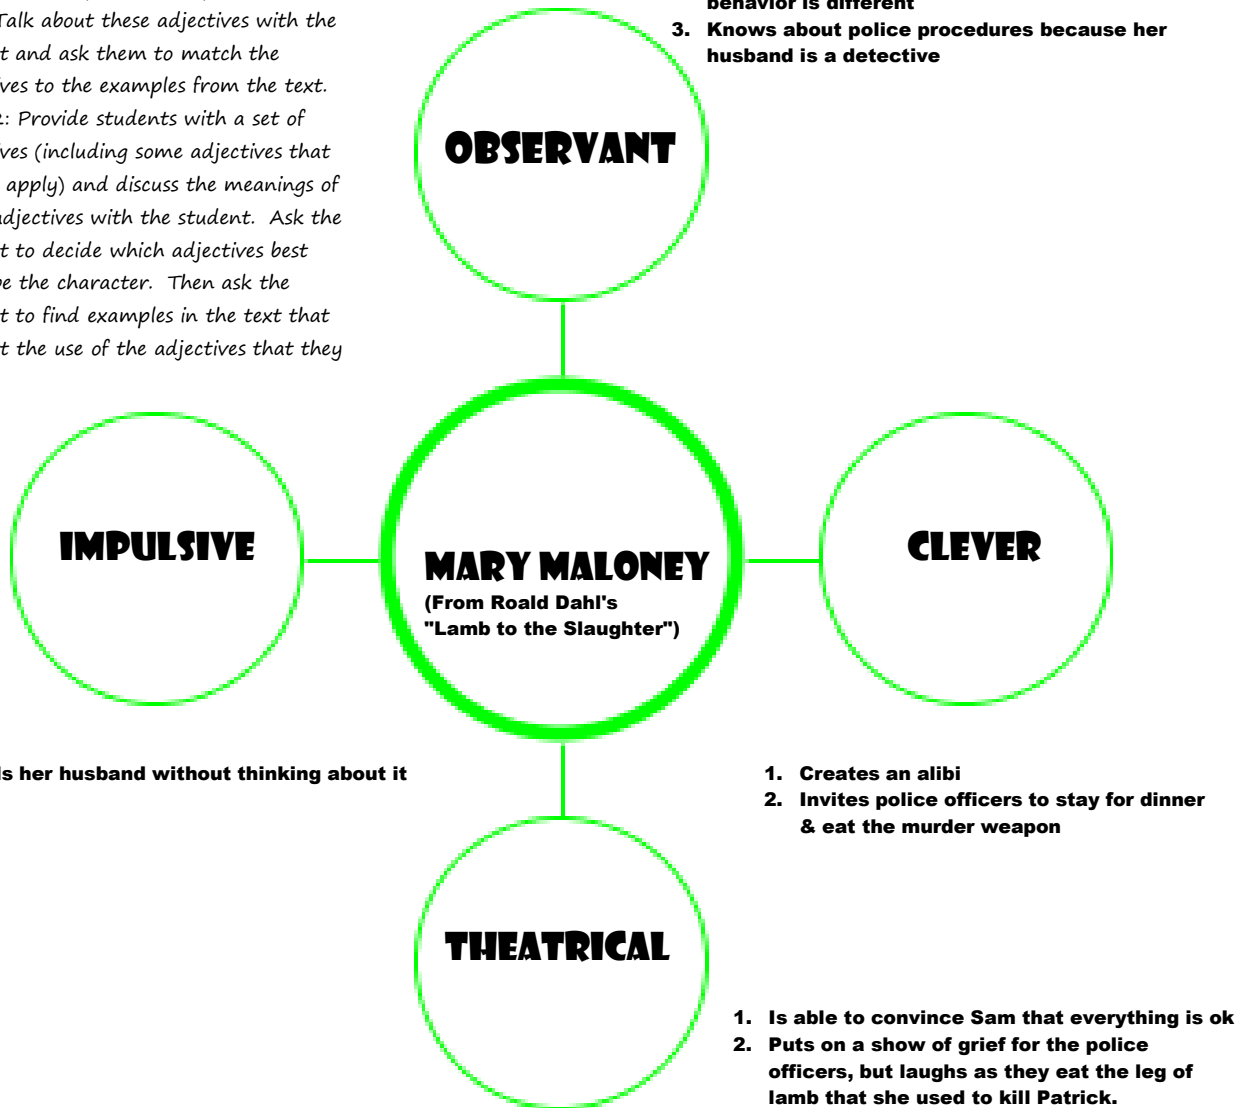 Talk about these adjectives with the
and ask them to match the
to the examples from the text.
: Provide students with a set of
(including some adjectives that
apply) and discuss the meanings of
adjectives with the student. Ask the
to decide which adjectives best
the character. Then ask the
to find examples in the text that
the use of the adjectives that they
behavior is different
3. Knows about police procedures because her
husband is a detective
OBSERVANT
IMPULSIVE
MARY MALONEY
(From Roald Dahl's
"Lamb to the Slaughter")
CLEVER
her husband without thinking about it
1. Creates an alibi
2. Invites police officers to stay for dinner
& eat the murder weapon
THEATRICAL
1. Is able to convince Sam that everything is ok
2. Puts on a show of grief for the police
officers, but laughs as they eat the leg of
lamb that she used to kill Patrick.